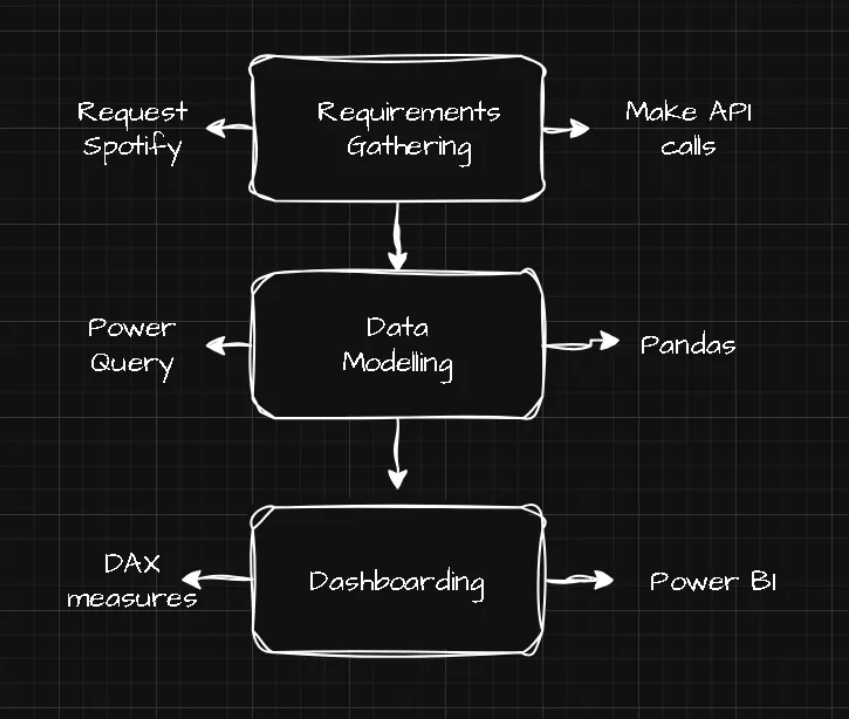 Request
Spotify
Requirements
Gathering
Make API
calls
Power
Query
Data
Modelling
Pandas
DAX
measures
Dashboarding
Power BI